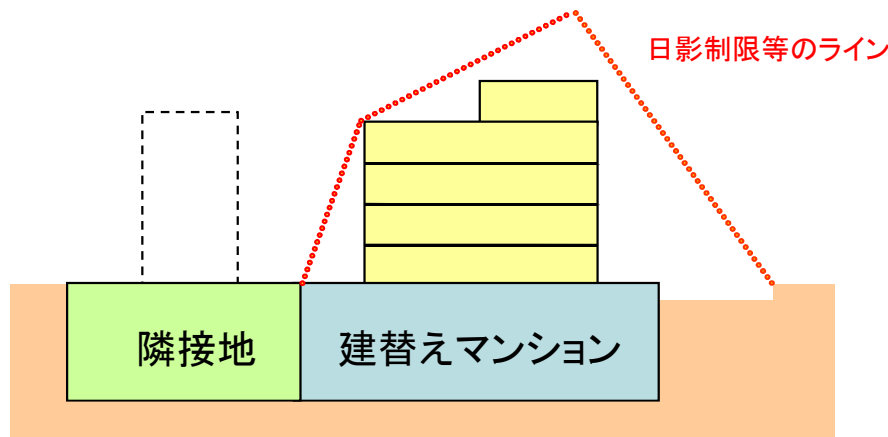 日影制限等のライン
隣接地
建替えマンション